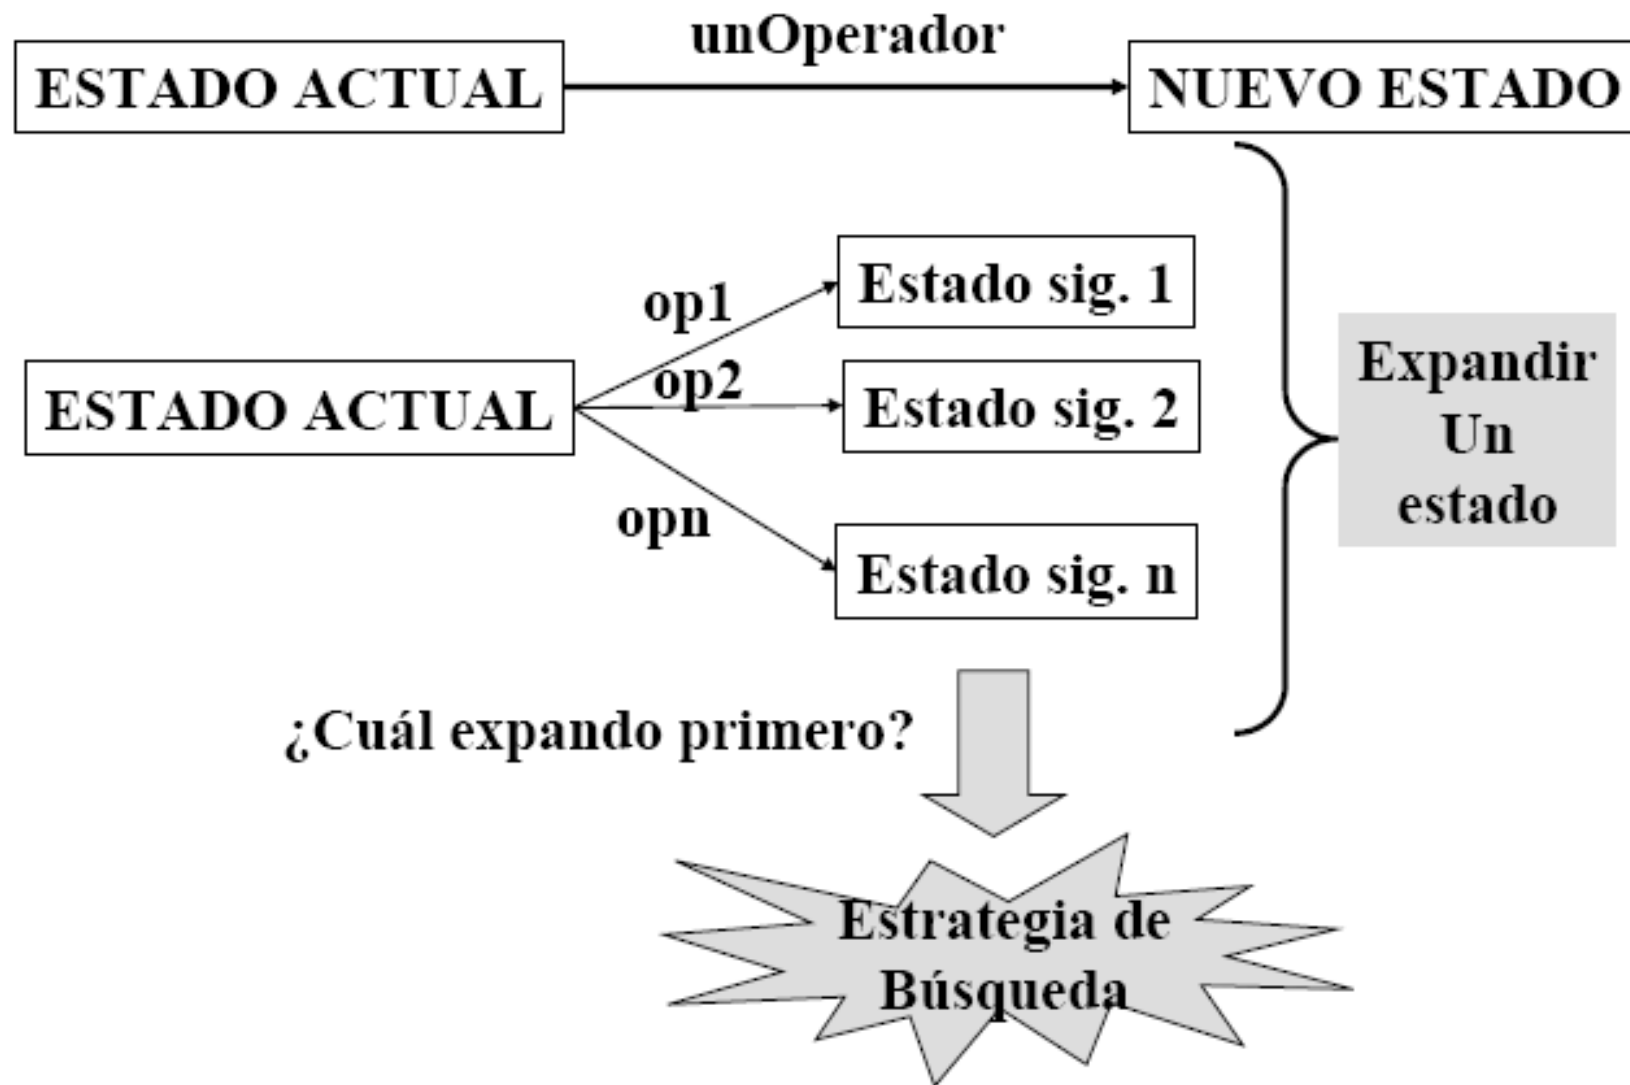 unOperador
ESTADO ACTUAL
NUEVO ESTADO
op1
Estado sig. 1
ESTADO ACTUAL
op2
Estado sig. 2
opn
Estado sig. n
Expandir
Un
estado
¿Cuál expando primero?
Estrategia de
Búsqueda